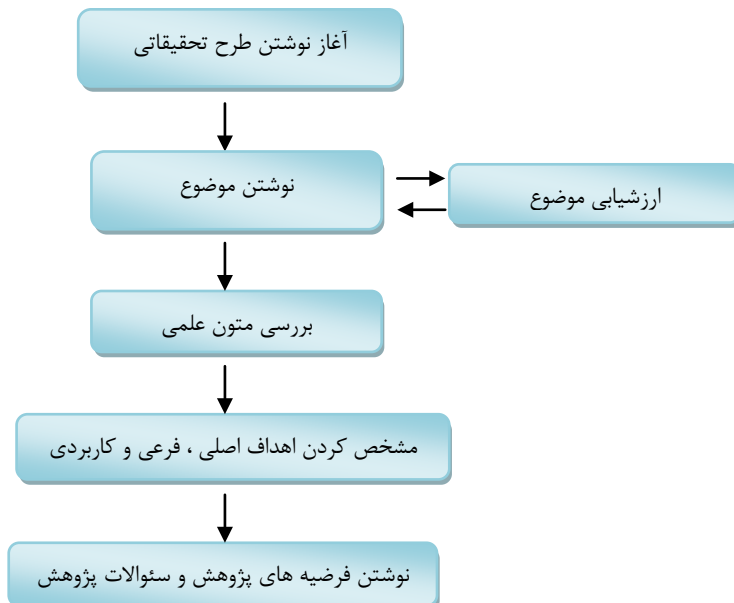 آغاز نوشتن طرح تحقیقاتی
نوشتن موضوع
ارزشیابی موضوع
بررسی متون علمی
مشخص کردن اهداف اصلی ، فرعی و کاربردی
نوشتن فرضیه های پژوهش و سئوالات پژوهش